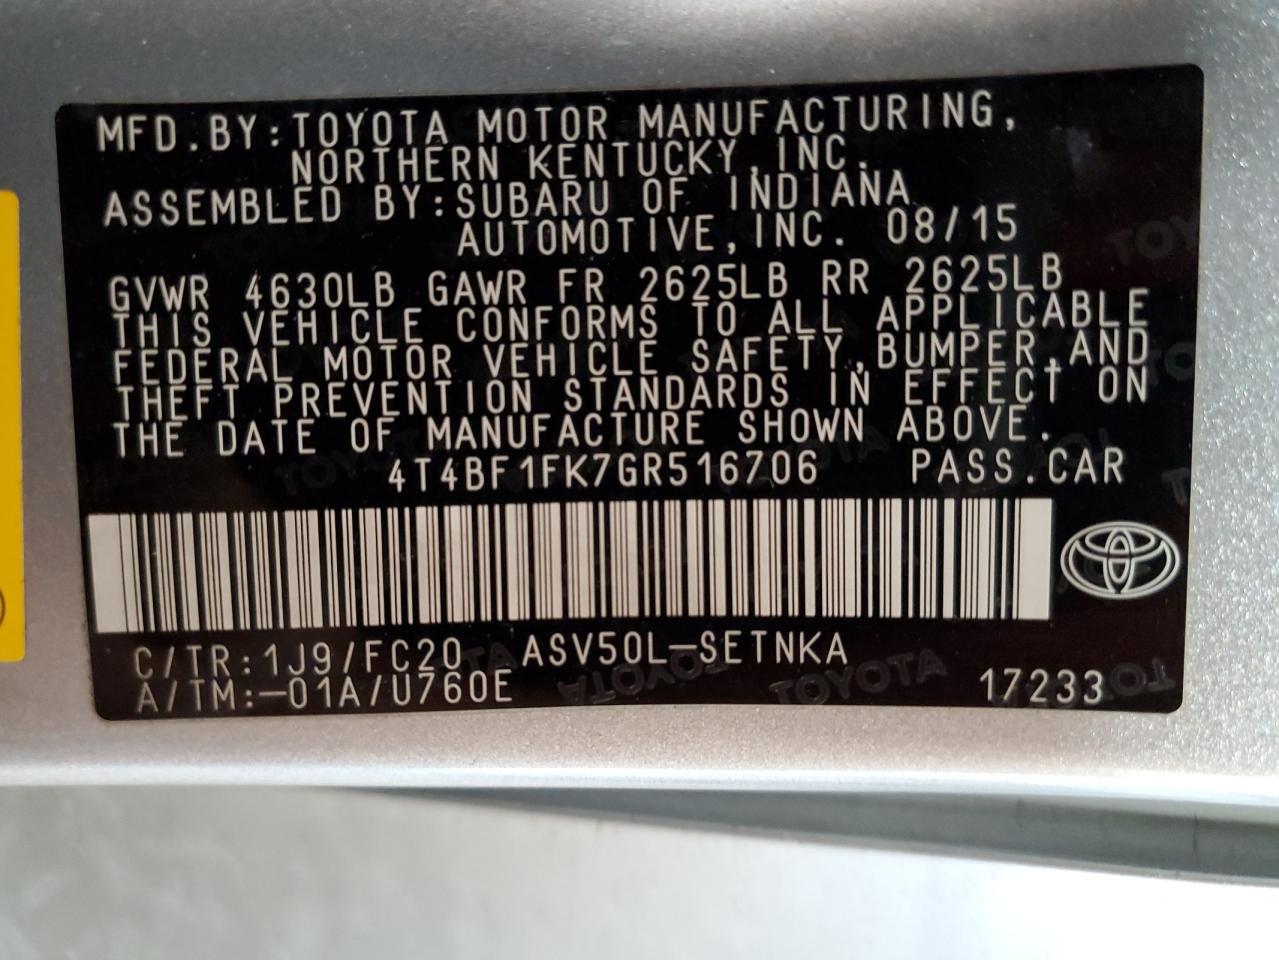 MFD.BY:TOYOTA MOTOR MANUFACTURING,
NORTHERN KENTUCKY,INC.
ASSEMBLED BY:SUBARU OF INDIANA
AUTOMOTIVE,INC. 08/15
GVWR 4630LB GAWR FR 2625LB RR 2625LB
THIS VEHICLE CONFORMS TO ALL APPLICABLE
FEDERAL MOTOR VEHICLE SAFETY,BUMPER,AND
THEFT PREVENTION STANDARDS IN EFFECT ON
THE DATE OF MANUFACTURE SHOWN ABOVE.
4T4BF1FK7GR516706 PASS.CAR
C/TR:1J9/FC20 ASV50L-SETNKA
A/TM:-01A/U760E 17233